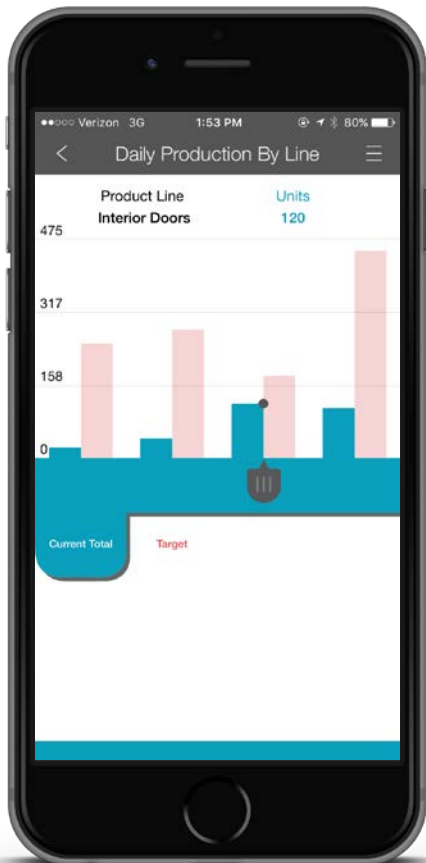 Verizon 3G 1:53 PM 80%
Daily Production By Line
Product Line Units
Interior Doors 120
475
317
158
0
Current Total Target